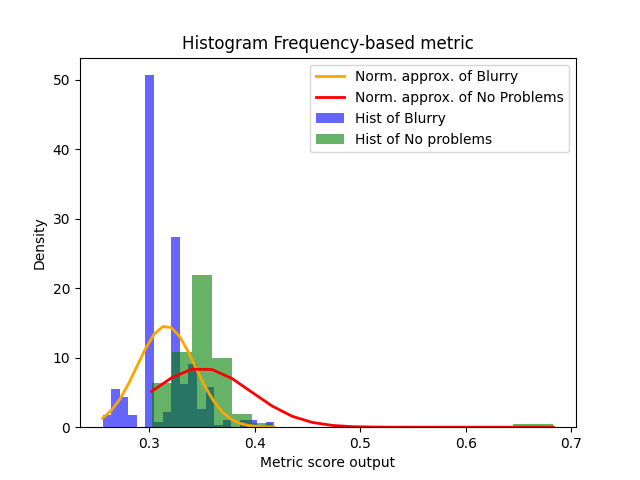 Histogram Frequency-based metric
Norm. approx. of Blurry
Norm. approx. of No Problems
Hist of Blurry
Hist of No problems
Density
50
40
30
20
10
0
0.3
0.4
0.5
0.6
0.7
Metric score output